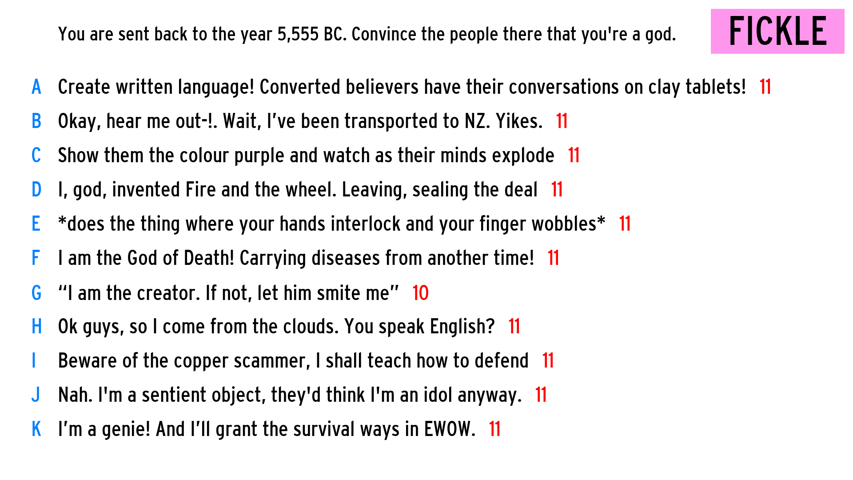 You are sent back to the year 5,555 BC. Convince the people there that you're a god.
FICKLE
A Create written language! Converted believers have their conversations on clay tablets! 11
B Okay, hear me out-!. Wait, I’ve been transported to NZ. Yikes. 11
C Show them the colour purple and watch as their minds explode 11
D I, god, invented Fire and the wheel. Leaving, sealing the deal 11
E *does the thing where your hands interlock and your finger wobbles* 11
F I am the God of Death! Carrying diseases from another time! 11
G “I am the creator. If not, let him smite me” 10
H Ok guys, so I come from the clouds. You speak English? 11
I Beware of the copper scammer, I shall teach how to defend 11
J Nah. I'm a sentient object, they'd think I'm an idol anyway. 11
K I’m a genie! And I’ll grant the survival ways in EWOW. 11